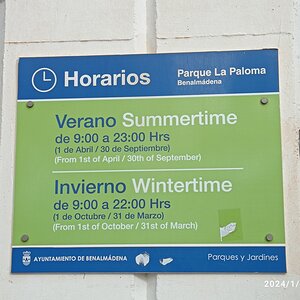 Horarios
Parque La Paloma
Benalmádena
Verano Summertime
de 9:00 a 23:00 Hrs
(1 de Abril / 30 de Septiembre)
(From 1st of April / 30th of September)
Invierno Wintertime
de 9:00 a 22:00 Hrs
(1 de Octubre / 31 de Marzo)
(From 1st of October / 31st of March)
AYUNTAMIENTO DE BENALMÁDENA
Parques y Jardines
2024/1/